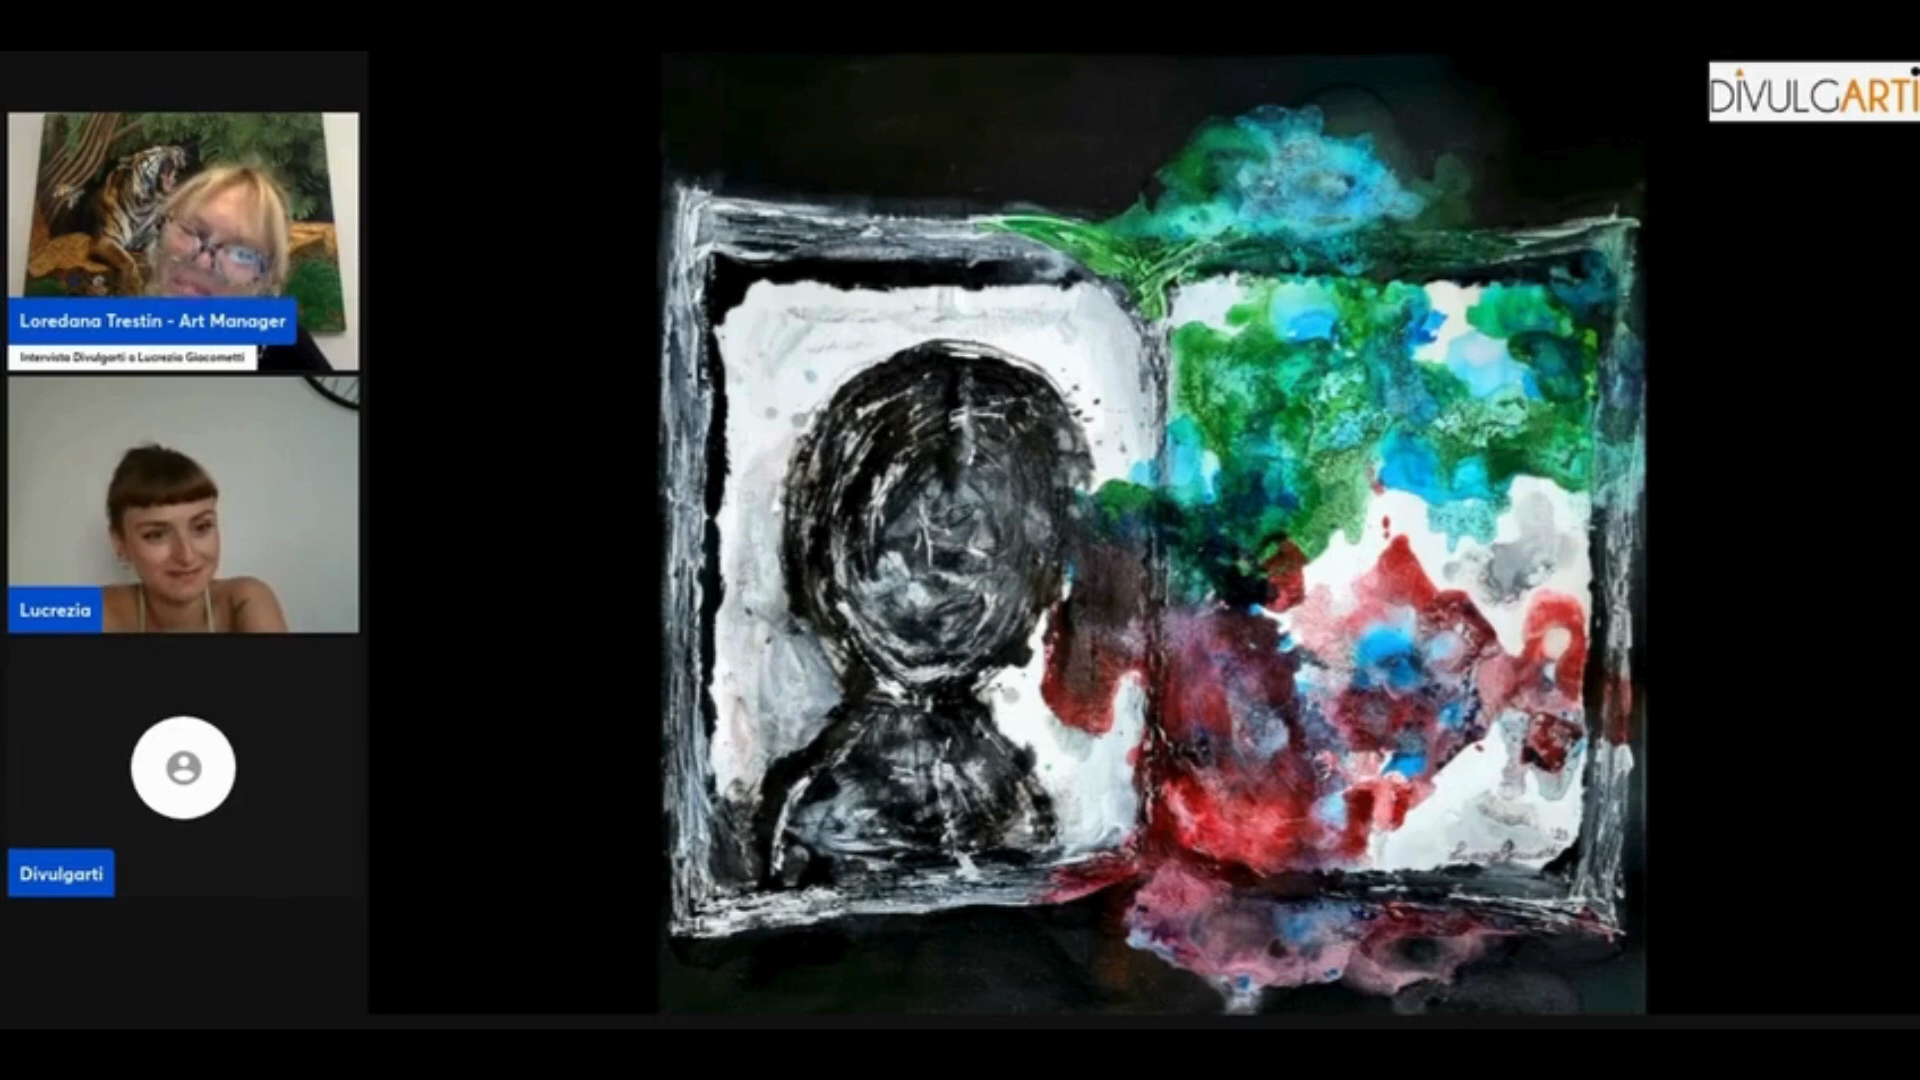 DIVULGARTI
Loredana Trestin - Art Manager
Intervista Divulgarti a Lucrezia Giacometti
Lucrezia
Divulgarti